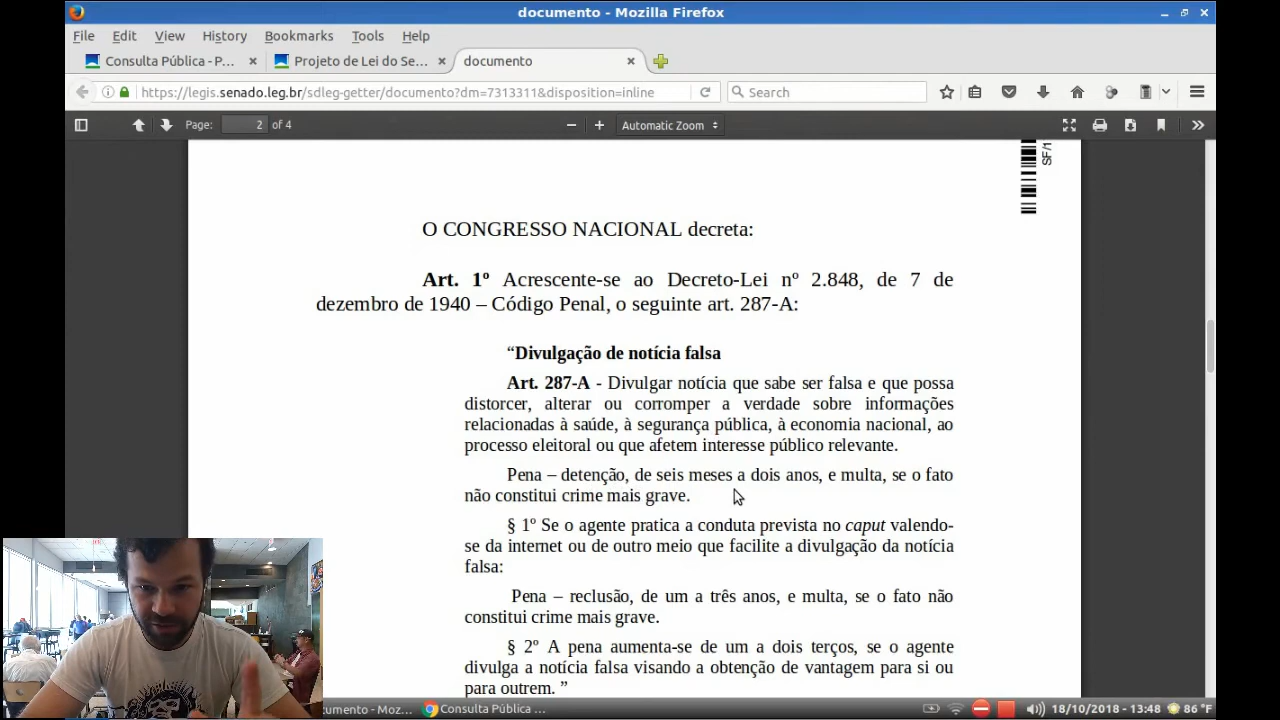 documento - Mozilla Firefox
File Edit View History Bookmarks Tools Help
Consulta Pública - P... Projeto de Lei do Se... documento
https://legis.senado.leg.br/sdleg-getter/documento?dm=7313311&disposition=inline Search
Page: 2 of 4 Automatic Zoom
SF/1
O CONGRESSO NACIONAL decreta:
Art. 1º Acrescente-se ao Decreto-Lei nº 2.848, de 7 de
dezembro de 1940 – Código Penal, o seguinte art. 287-A:
“Divulgação de notícia falsa
Art. 287-A - Divulgar notícia que sabe ser falsa e que possa
distorcer, alterar ou corromper a verdade sobre informações
relacionadas à saúde, à segurança pública, à economia nacional, ao
processo eleitoral ou que afetem interesse público relevante.
Pena – detenção, de seis meses a dois anos, e multa, se o fato
não constitui crime mais grave.
§ 1º Se o agente pratica a conduta prevista no caput valendo-
se da internet ou de outro meio que facilite a divulgação da notícia
falsa:
Pena – reclusão, de um a três anos, e multa, se o fato não
constitui crime mais grave.
§ 2º A pena aumenta-se de um a dois terços, se o agente
divulga a notícia falsa visando a obtenção de vantagem para si ou
para outrem. ”
umento - Moz... Consulta Pública ... 18/10/2018 - 13:48 86 °F